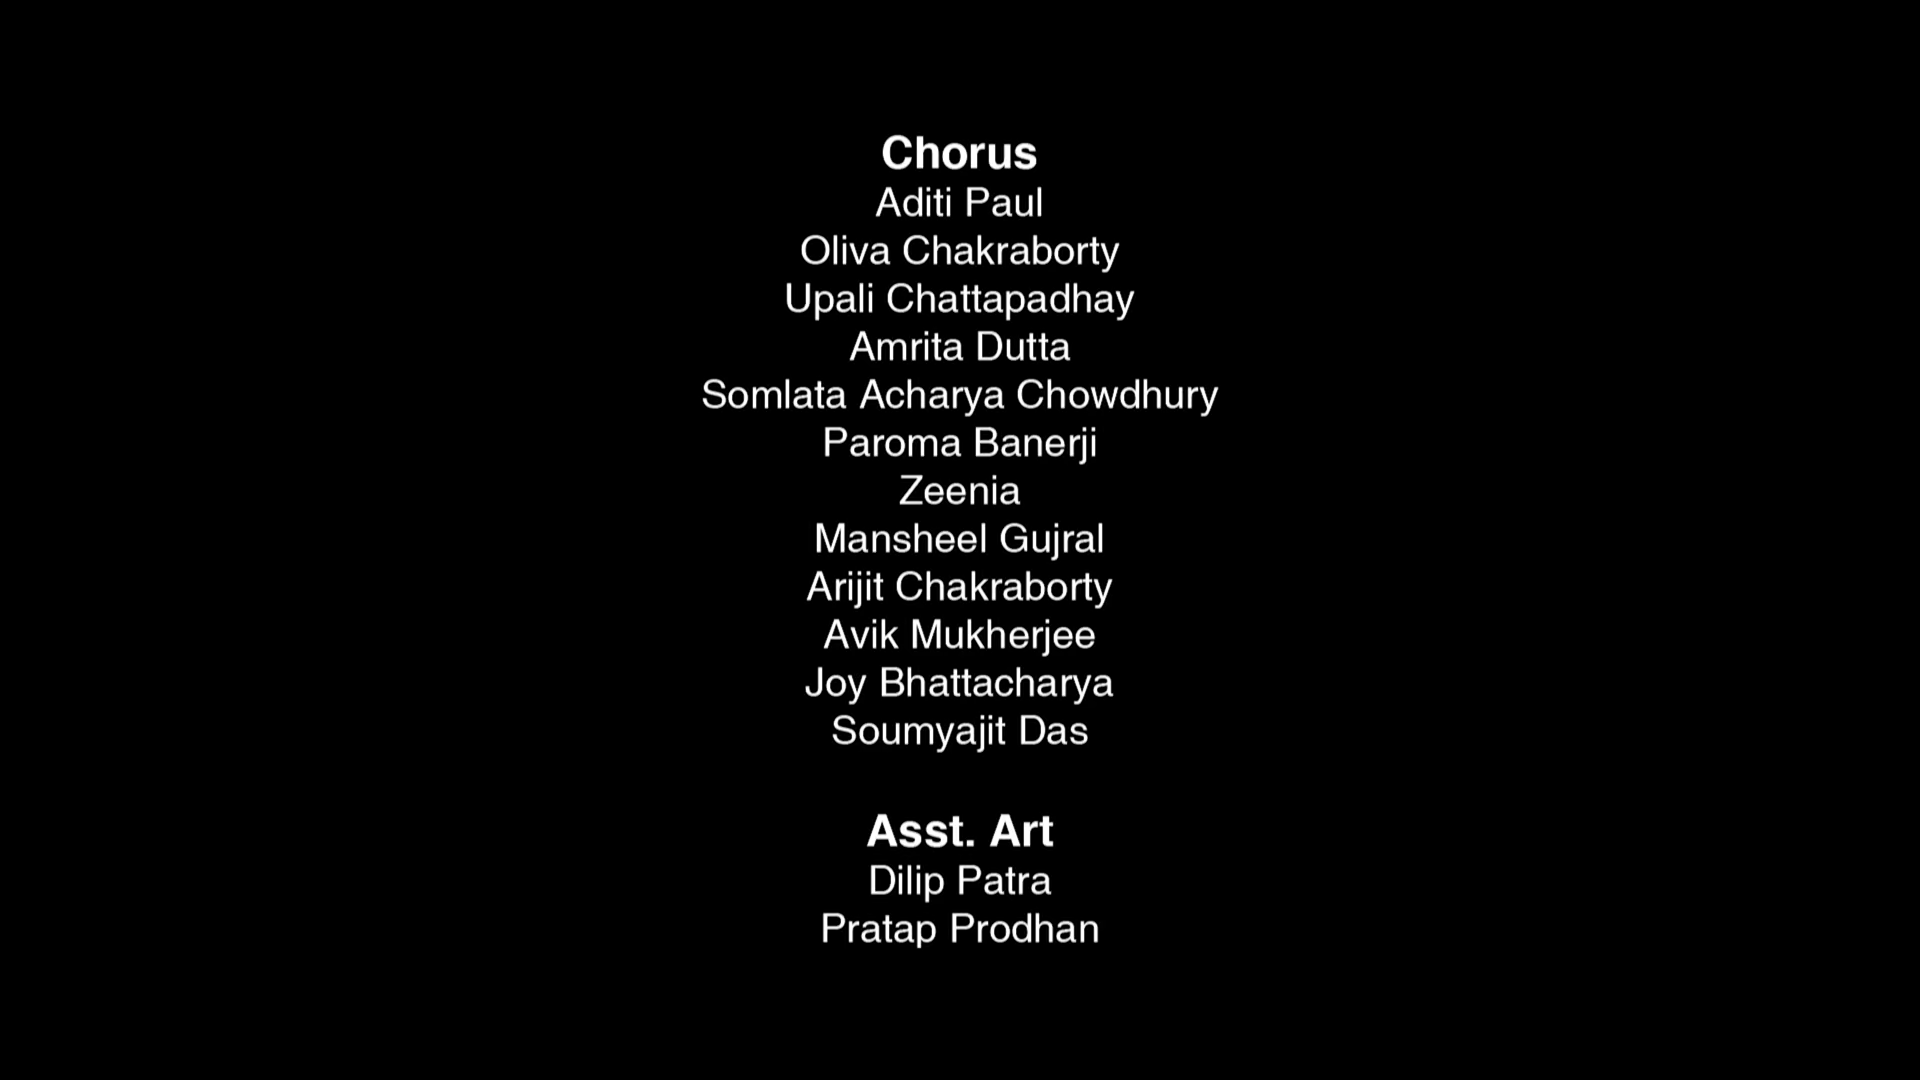 Chorus
Aditi Paul
Oliva Chakraborty
Upali Chattapadhay
Amrita Dutta
Somlata Acharya Chowdhury
Paroma Banerji
Zeenia
Mansheel Gujral
Arijit Chakraborty
Avik Mukherjee
Joy Bhattacharya
Soumyajit Das
Asst. Art
Dilip Patra
Pratap Prodhan